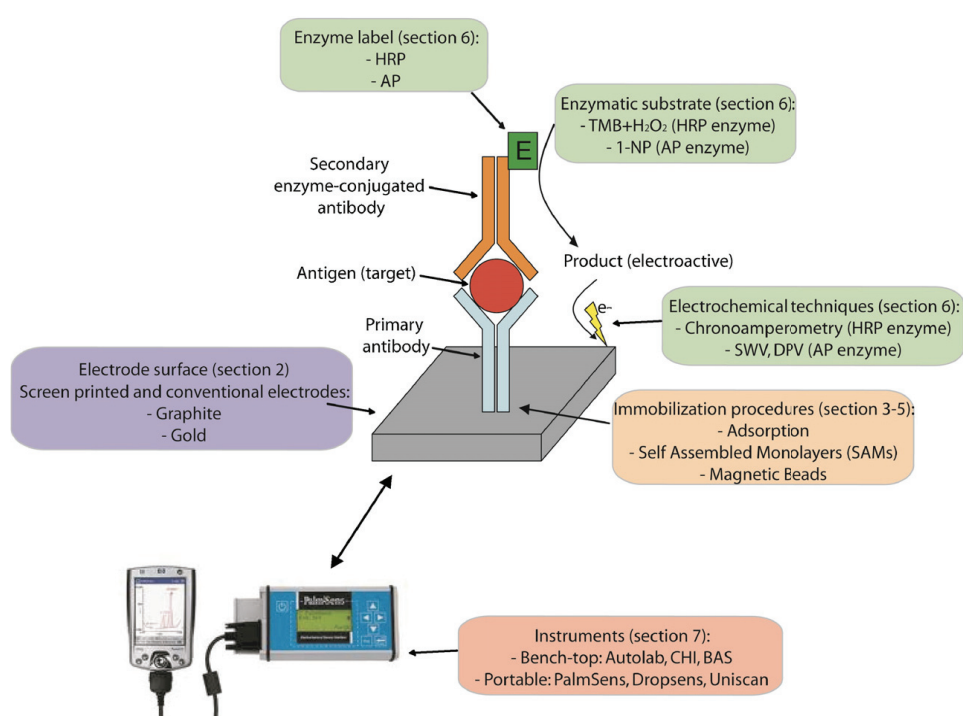 Enzyme label (section 6):
- HRP
- AP
Enzymatic substrate (section 6):
- TMB+H₂O₂ (HRP enzyme)
- 1-NP (AP enzyme)
E
Secondary
enzyme-conjugated
antibody
Antigen (target)
Product (electroactive)
e-
Primary
antibody
Electrochemical techniques (section 6):
- Chronoamperometry (HRP enzyme)
- SWV, DPV (AP enzyme)
Electrode surface (section 2)
Screen printed and conventional electrodes:
- Graphite
- Gold
Immobilization procedures (section 3-5):
- Adsorption
- Self Assembled Monolayers (SAMs)
- Magnetic Beads
PalmSens
Instruments (section 7):
- Bench-top: Autolab, CHI, BAS
- Portable: PalmSens, Dropsens, Uniscan